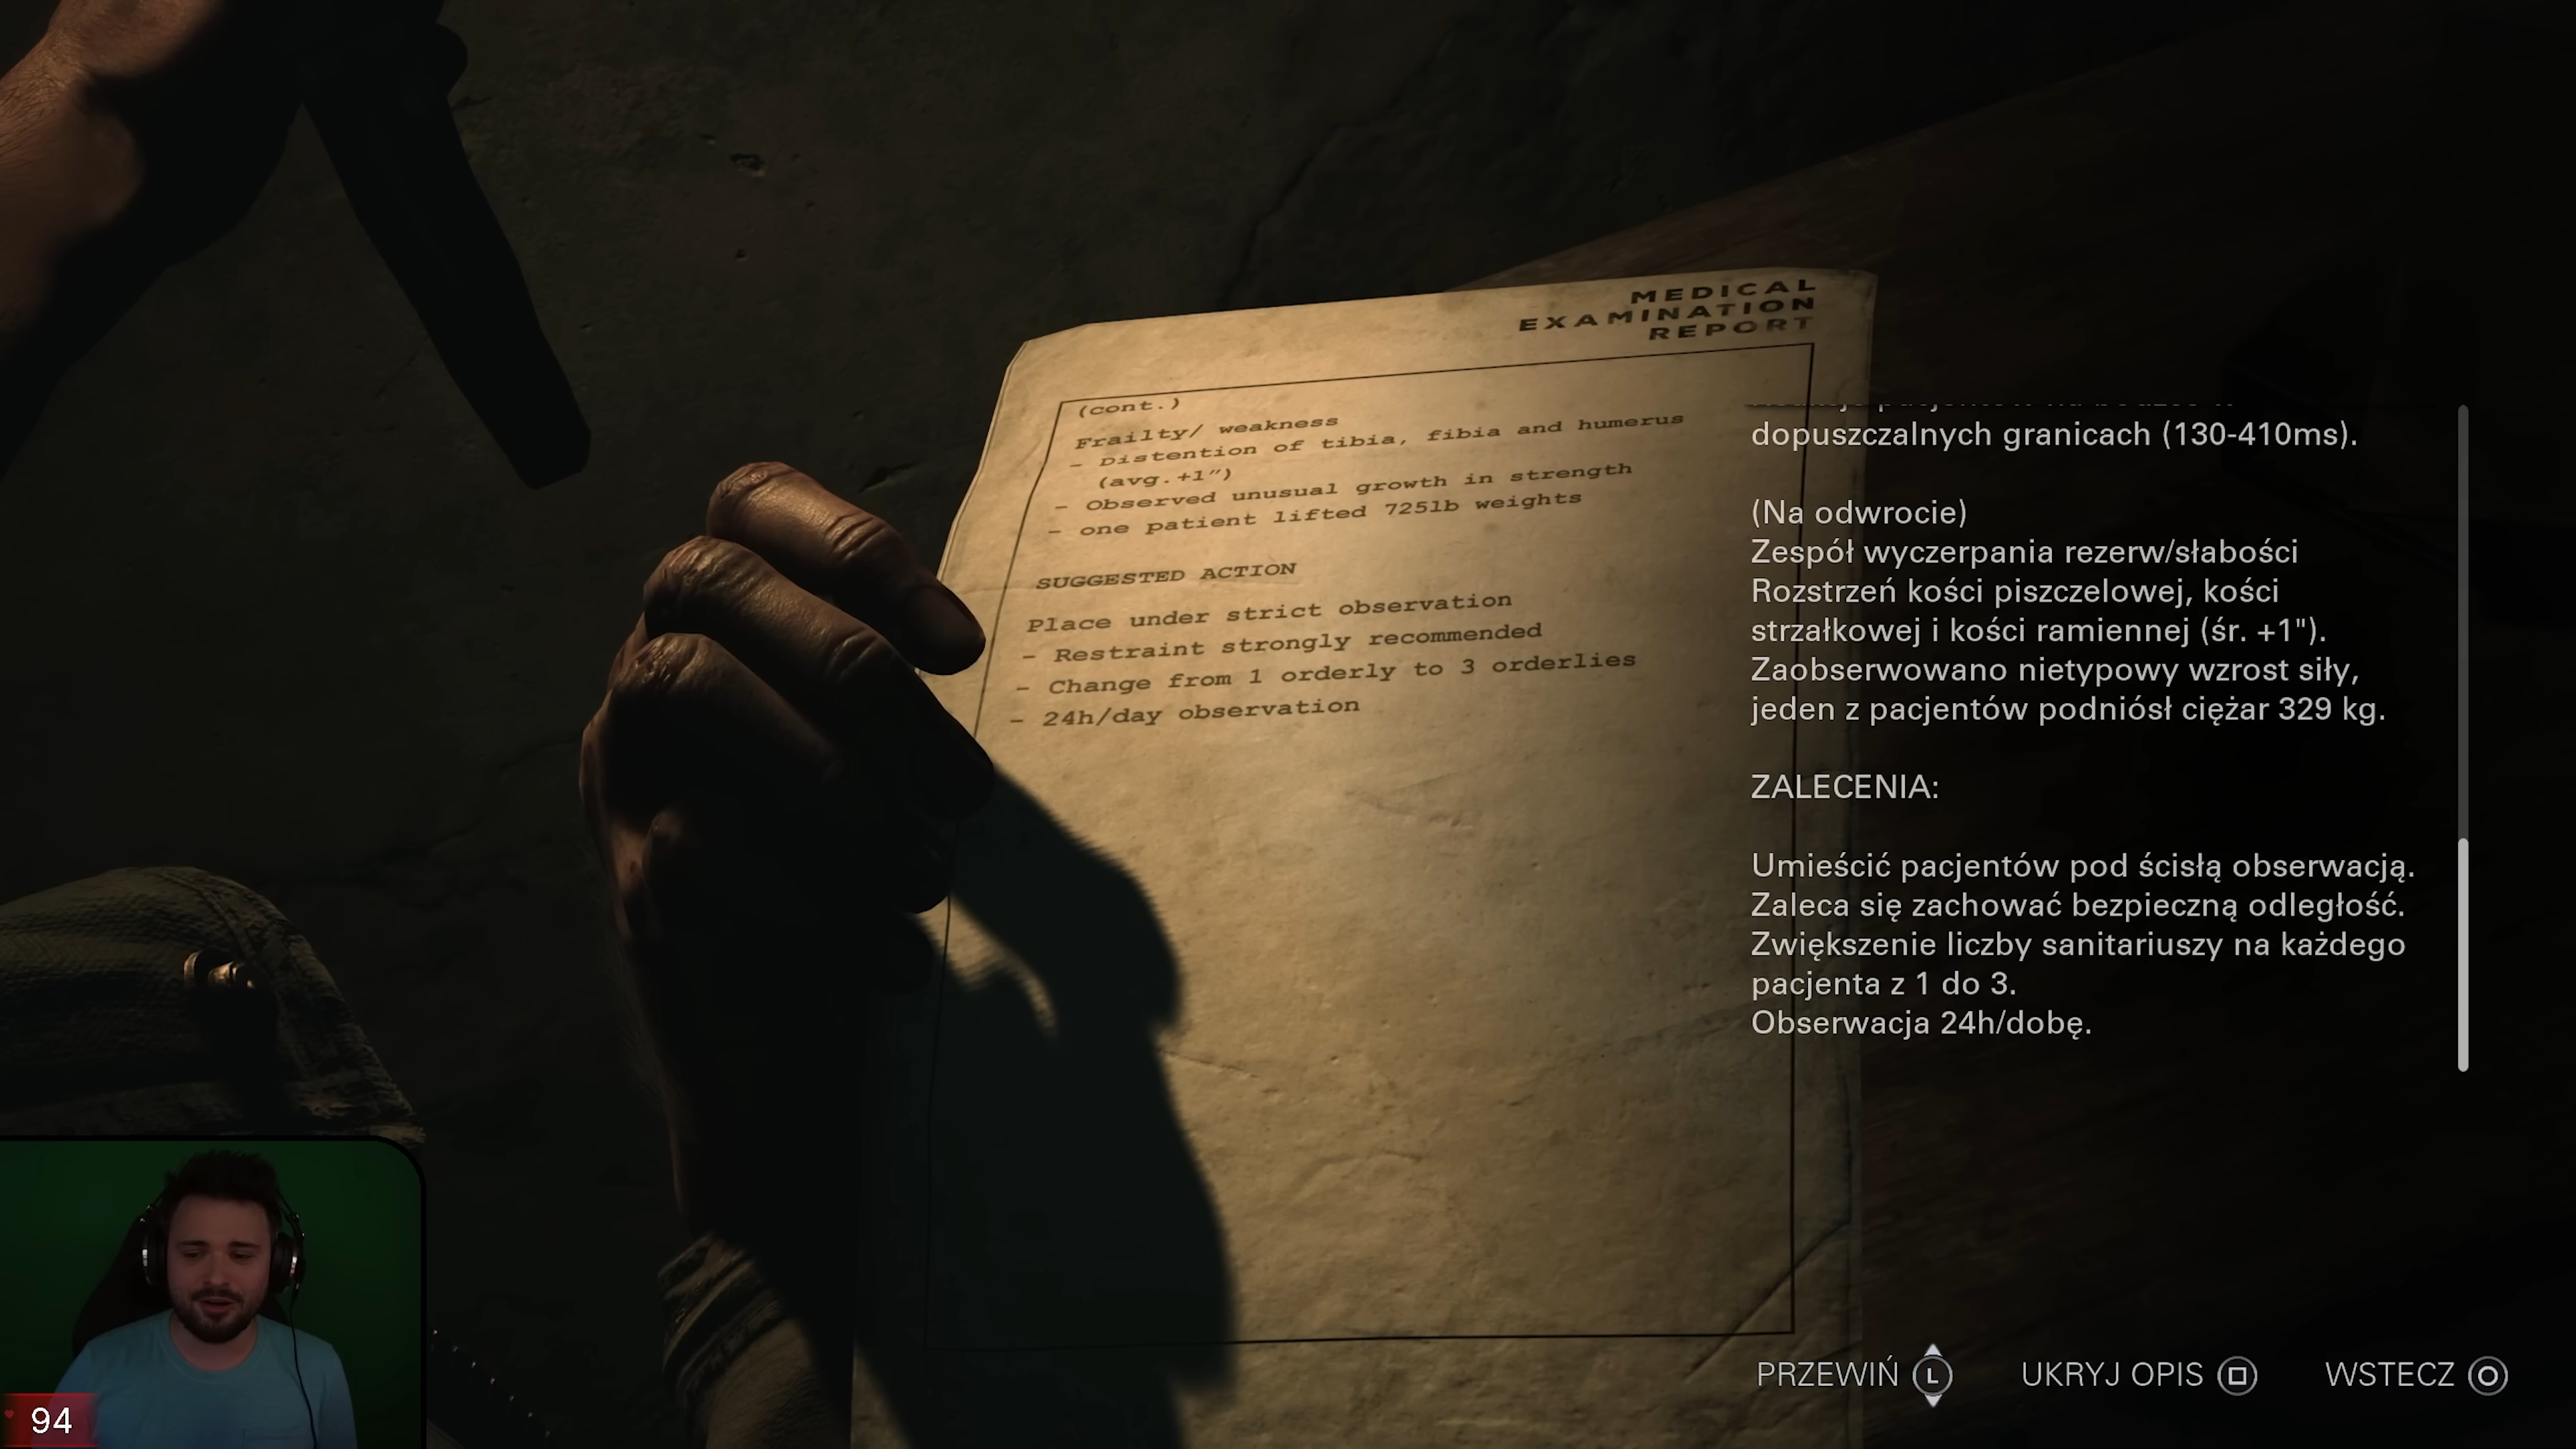 MEDICAL
EXAMINATION
REPORT
(cont.)
Frailty/ weakness
- Distention of tibia, fibia and humerus
(avg.+1")
- Observed unusual growth in strength
- one patient lifted 725lb weights
SUGGESTED ACTION
Place under strict observation
- Restraint strongly recommended
- Change from 1 orderly to 3 orderlies
- 24h/day observation
dopuszczalnych granicach (130-410ms).
(Na odwrocie)
Zespół wyczerpania rezerw/słabości
Rozstrzeń kości piszczelowej, kości
strzałkowej i kości ramiennej (śr. +1").
Zaobserwowano nietypowy wzrost siły,
jeden z pacjentów podniósł ciężar 329 kg.
ZALECENIA:
Umieścić pacjentów pod ścisłą obserwacją.
Zaleca się zachować bezpieczną odległość.
Zwiększenie liczby sanitariuszy na każdego
pacjenta z 1 do 3.
Obserwacja 24h/dobę.
PRZEWIŃ L UKRYJ OPIS WSTECZ
94